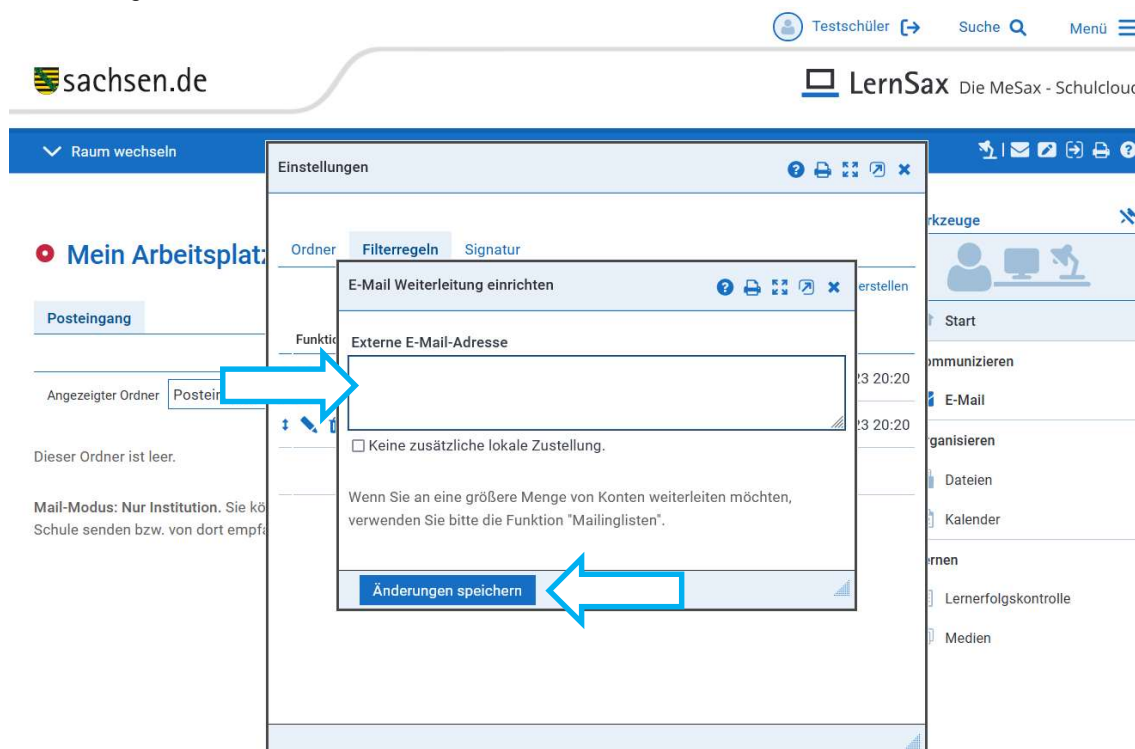 Testschüler
Suche
Menü
sachsen.de
LernSax Die MeSax - Schulcloud
Raum wechseln
Einstellungen
Mein Arbeitsplatz
Posteingang
Angezeigter Ordner
Dieser Ordner ist leer.
Mail-Modus: Nur Institution. Sie kö
Schule senden bzw. von dort empfa
Ordner Filterregeln Signatur
erstellen
Funktio
23 20:20
23 20:20
E-Mail Weiterleitung einrichten
Externe E-Mail-Adresse
Keine zusätzliche lokale Zustellung.
Wenn Sie an eine größere Menge von Konten weiterleiten möchten,
verwenden Sie bitte die Funktion "Mailinglisten".
Änderungen speichern
rkzeuge
Start
mmunizieren
E-Mail
rganisieren
Dateien
Kalender
rnen
Lernerfolgskontrolle
Medien